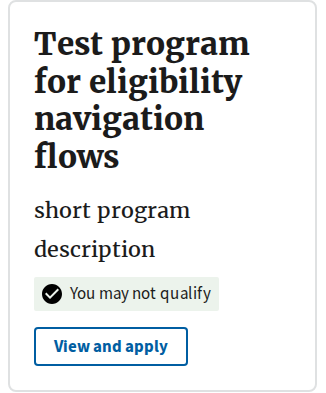 Test program
for eligibility
navigation
flows
short program
description
You may not qualify
View and apply